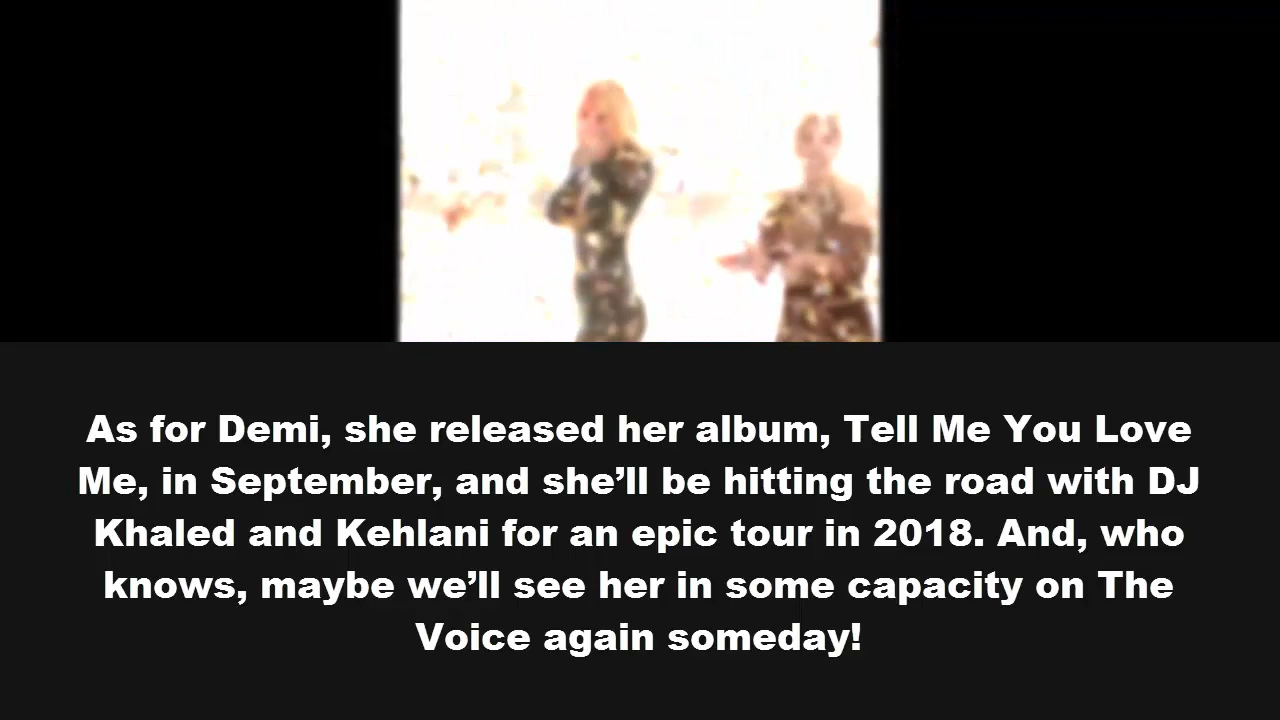 As for Demi, she released her album, Tell Me You Love
Me, in September, and she’ll be hitting the road with DJ
Khaled and Kehlani for an epic tour in 2018. And, who
knows, maybe we’ll see her in some capacity on The
Voice again someday!